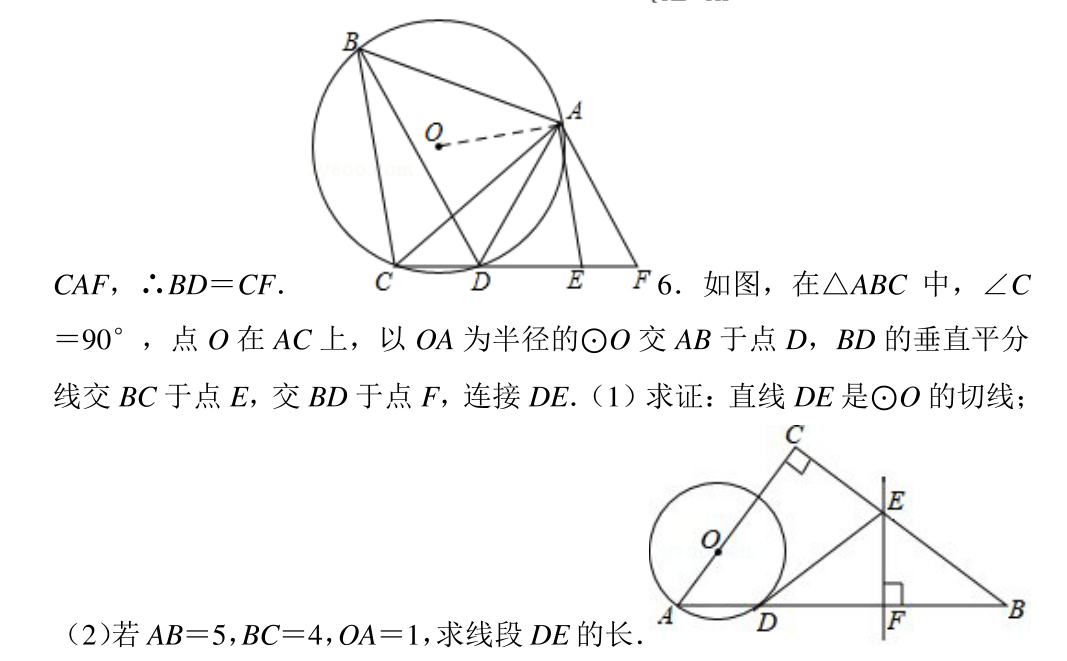 B
A
O
C D E F
CAF，∴BD＝CF． 6．如图，在△ABC 中，∠C
＝90°，点 O 在 AC 上，以 OA 为半径的⊙O 交 AB 于点 D，BD 的垂直平分
线交 BC 于点 E，交 BD 于点 F，连接 DE．（1）求证：直线 DE 是⊙O 的切线；
C
E
O
A D F B
（2）若 AB＝5，BC＝4，OA＝1，求线段 DE 的长．